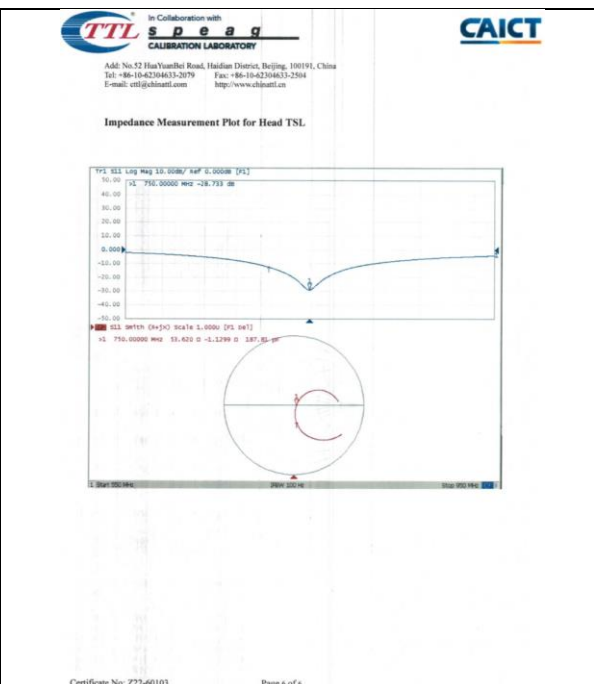 TTL
In Collaboration with
s p e a g
CALIBRATION LABORATORY
CAICT
Add: No.52 HuaYuanBei Road, Haidian District, Beijing, 100191, China
Tel: +86-10-62304633-2079 Fax: +86-10-62304633-2504
E-mail: cttl@chinattl.com http://www.chinattl.cn
Impedance Measurement Plot for Head TSL
Tr1 S11 Log Mag 10.00dB/ Ref 0.000dB [F1]
50.00
>1 750.00000 MHz -28.733 dB
40.00
30.00
20.00
10.00
0.000
-10.00
-20.00
-30.00
-40.00
-50.00
S11 Smith (R+jX) Scale 1.000U [F1 Del]
>1 750.00000 MHz 53.620 Ω -1.1299 Ω 187.81 pF
1 Start 550 MHz IFBW 100 Hz Stop 950 MHz
Certificate No: Z22-60103 Page 6 of 6